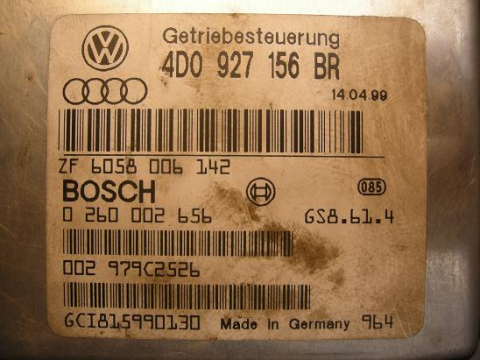 Getriebesteuerung
4D0 927 156 BR
14.04.99
ZF 6058 006 142
BOSCH
085
0 260 002 656 GS8.61.4
002 979C2526
GCI815990130 Made in Germany 964